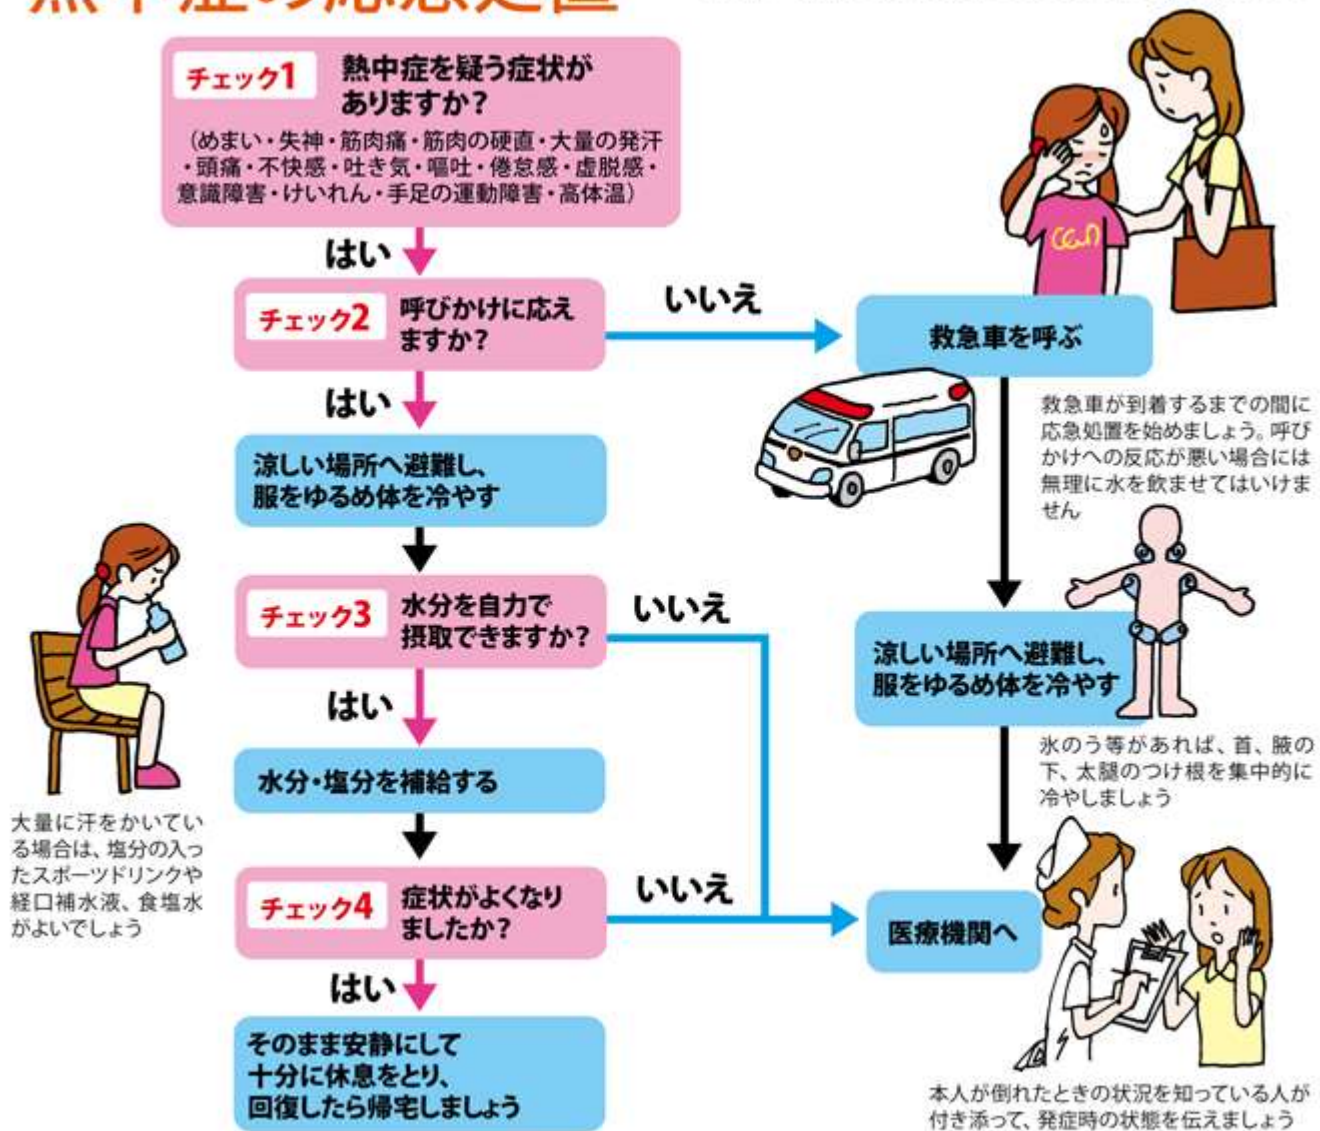 熱中症の応急処置
チェック1
熱中症を疑う症状が
ありますか?
(めまい・失神・筋肉痛・筋肉の硬直・大量の発汗
・頭痛・不快感・吐き気・嘔吐・倦怠感・虚脱感・
意識障害・けいれん・手足の運動障害・高体温)
はい
チェック2
呼びかけに応え
ますか?
いいえ
救急車を呼ぶ
救急車が到着するまでの間に
応急処置を始めましょう。呼び
かけへの反応が悪い場合には
無理に水を飲ませてはいけま
せん
はい
涼しい場所へ避難し、
服をゆるめ体を冷やす
チェック3
水分を自力で
摂取できますか?
いいえ
涼しい場所へ避難し、
服をゆるめ体を冷やす
氷のう等があれば、首、腋の
下、太腿のつけ根を集中的に
冷やしましょう
はい
水分・塩分を補給する
大量に汗をかいてい
る場合は、塩分の入っ
たスポーツドリンクや
経口補水液、食塩水
がよいでしょう
チェック4
症状がよくなり
ましたか?
いいえ
医療機関へ
はい
そのまま安静にして
十分に休息をとり、
回復したら帰宅しましょう
本人が倒れたときの状況を知っている人が
付き添って、発症時の状態を伝えましょう